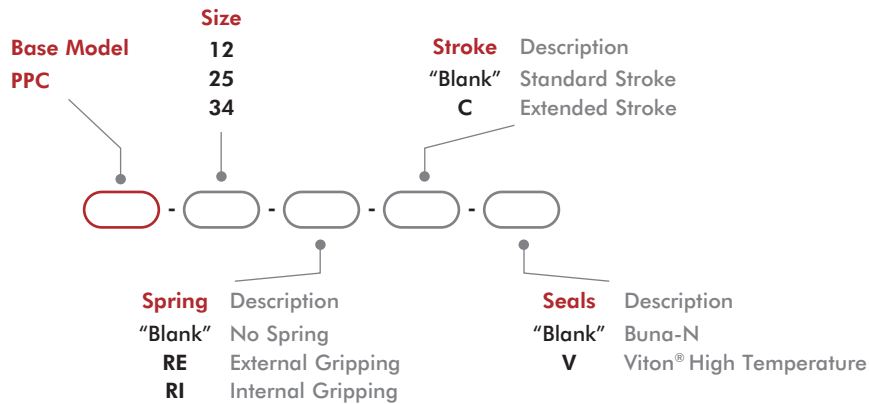 Size
Base Model
12
PPC
25
34
Stroke Description
“Blank” Standard Stroke
C Extended Stroke
- - - -
Spring Description
“Blank” No Spring
RE External Gripping
RI Internal Gripping
Seals Description
“Blank” Buna-N
V Viton® High Temperature